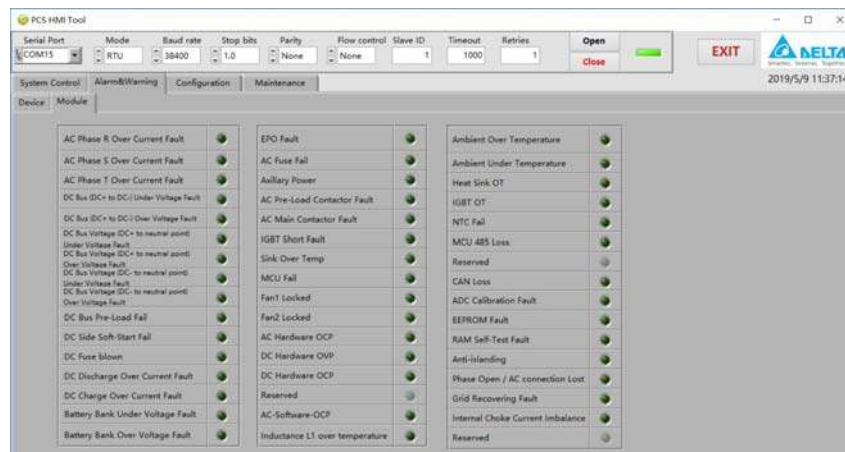 PCS HMI Tool
Serial Port Mode Baud rate Stop bits Parity Flow control Slave ID Timeout Retries
COM15 RTU 38400 1.0 None None 1 1000 1
Open
Close
EXIT
DELTA
System Control Alarm&Warning Configuration Maintenance
2019/5/9 11:37:14
Device Module
AC Phase R Over Current Fault
AC Phase S Over Current Fault
AC Phase T Over Current Fault
DC Bus (DC+ to DC-) Under Voltage Fault
DC Bus (DC+ to DC-) Over Voltage Fault
DC Bus Voltage (DC+ to neutral point)
Under Voltage Fault
DC Bus Voltage (DC+ to neutral point)
Over Voltage Fault
DC Bus Voltage (DC- to neutral point)
Under Voltage Fault
DC Bus Voltage (DC- to neutral point)
Over Voltage Fault
DC Bus Pre-Load Fail
DC Side Soft-Start Fail
DC Fuse blown
DC Discharge Over Current Fault
DC Charge Over Current Fault
Battery Bank Under Voltage Fault
Battery Bank Over Voltage Fault
EPO Fault
AC Fuse Fail
Axillary Power
AC Pre-Load Contactor Fault
AC Main Contactor Fault
IGBT Short Fault
Sink Over Temp
MCU Fail
Fan1 Locked
Fan2 Locked
AC Hardware OCP
DC Hardware OVP
DC Hardware OCP
Reserved
AC-Software-OCP
Inductance L1 over temperature
Ambient Over Temperature
Ambient Under Temperature
Heat Sink OT
IGBT OT
NTC Fail
MCU 485 Loss
Reserved
CAN Loss
ADC Calibration Fault
EEPROM Fault
RAM Self-Test Fault
Anti-islanding
Phase Open / AC connection Lost
Grid Recovering Fault
Internal Choke Current Imbalance
Reserved